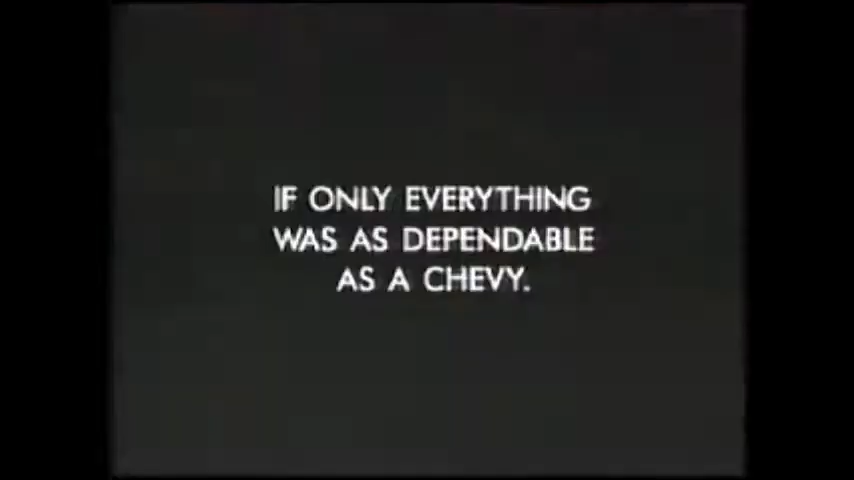 IF ONLY EVERYTHING
WAS AS DEPENDABLE
AS A CHEVY.